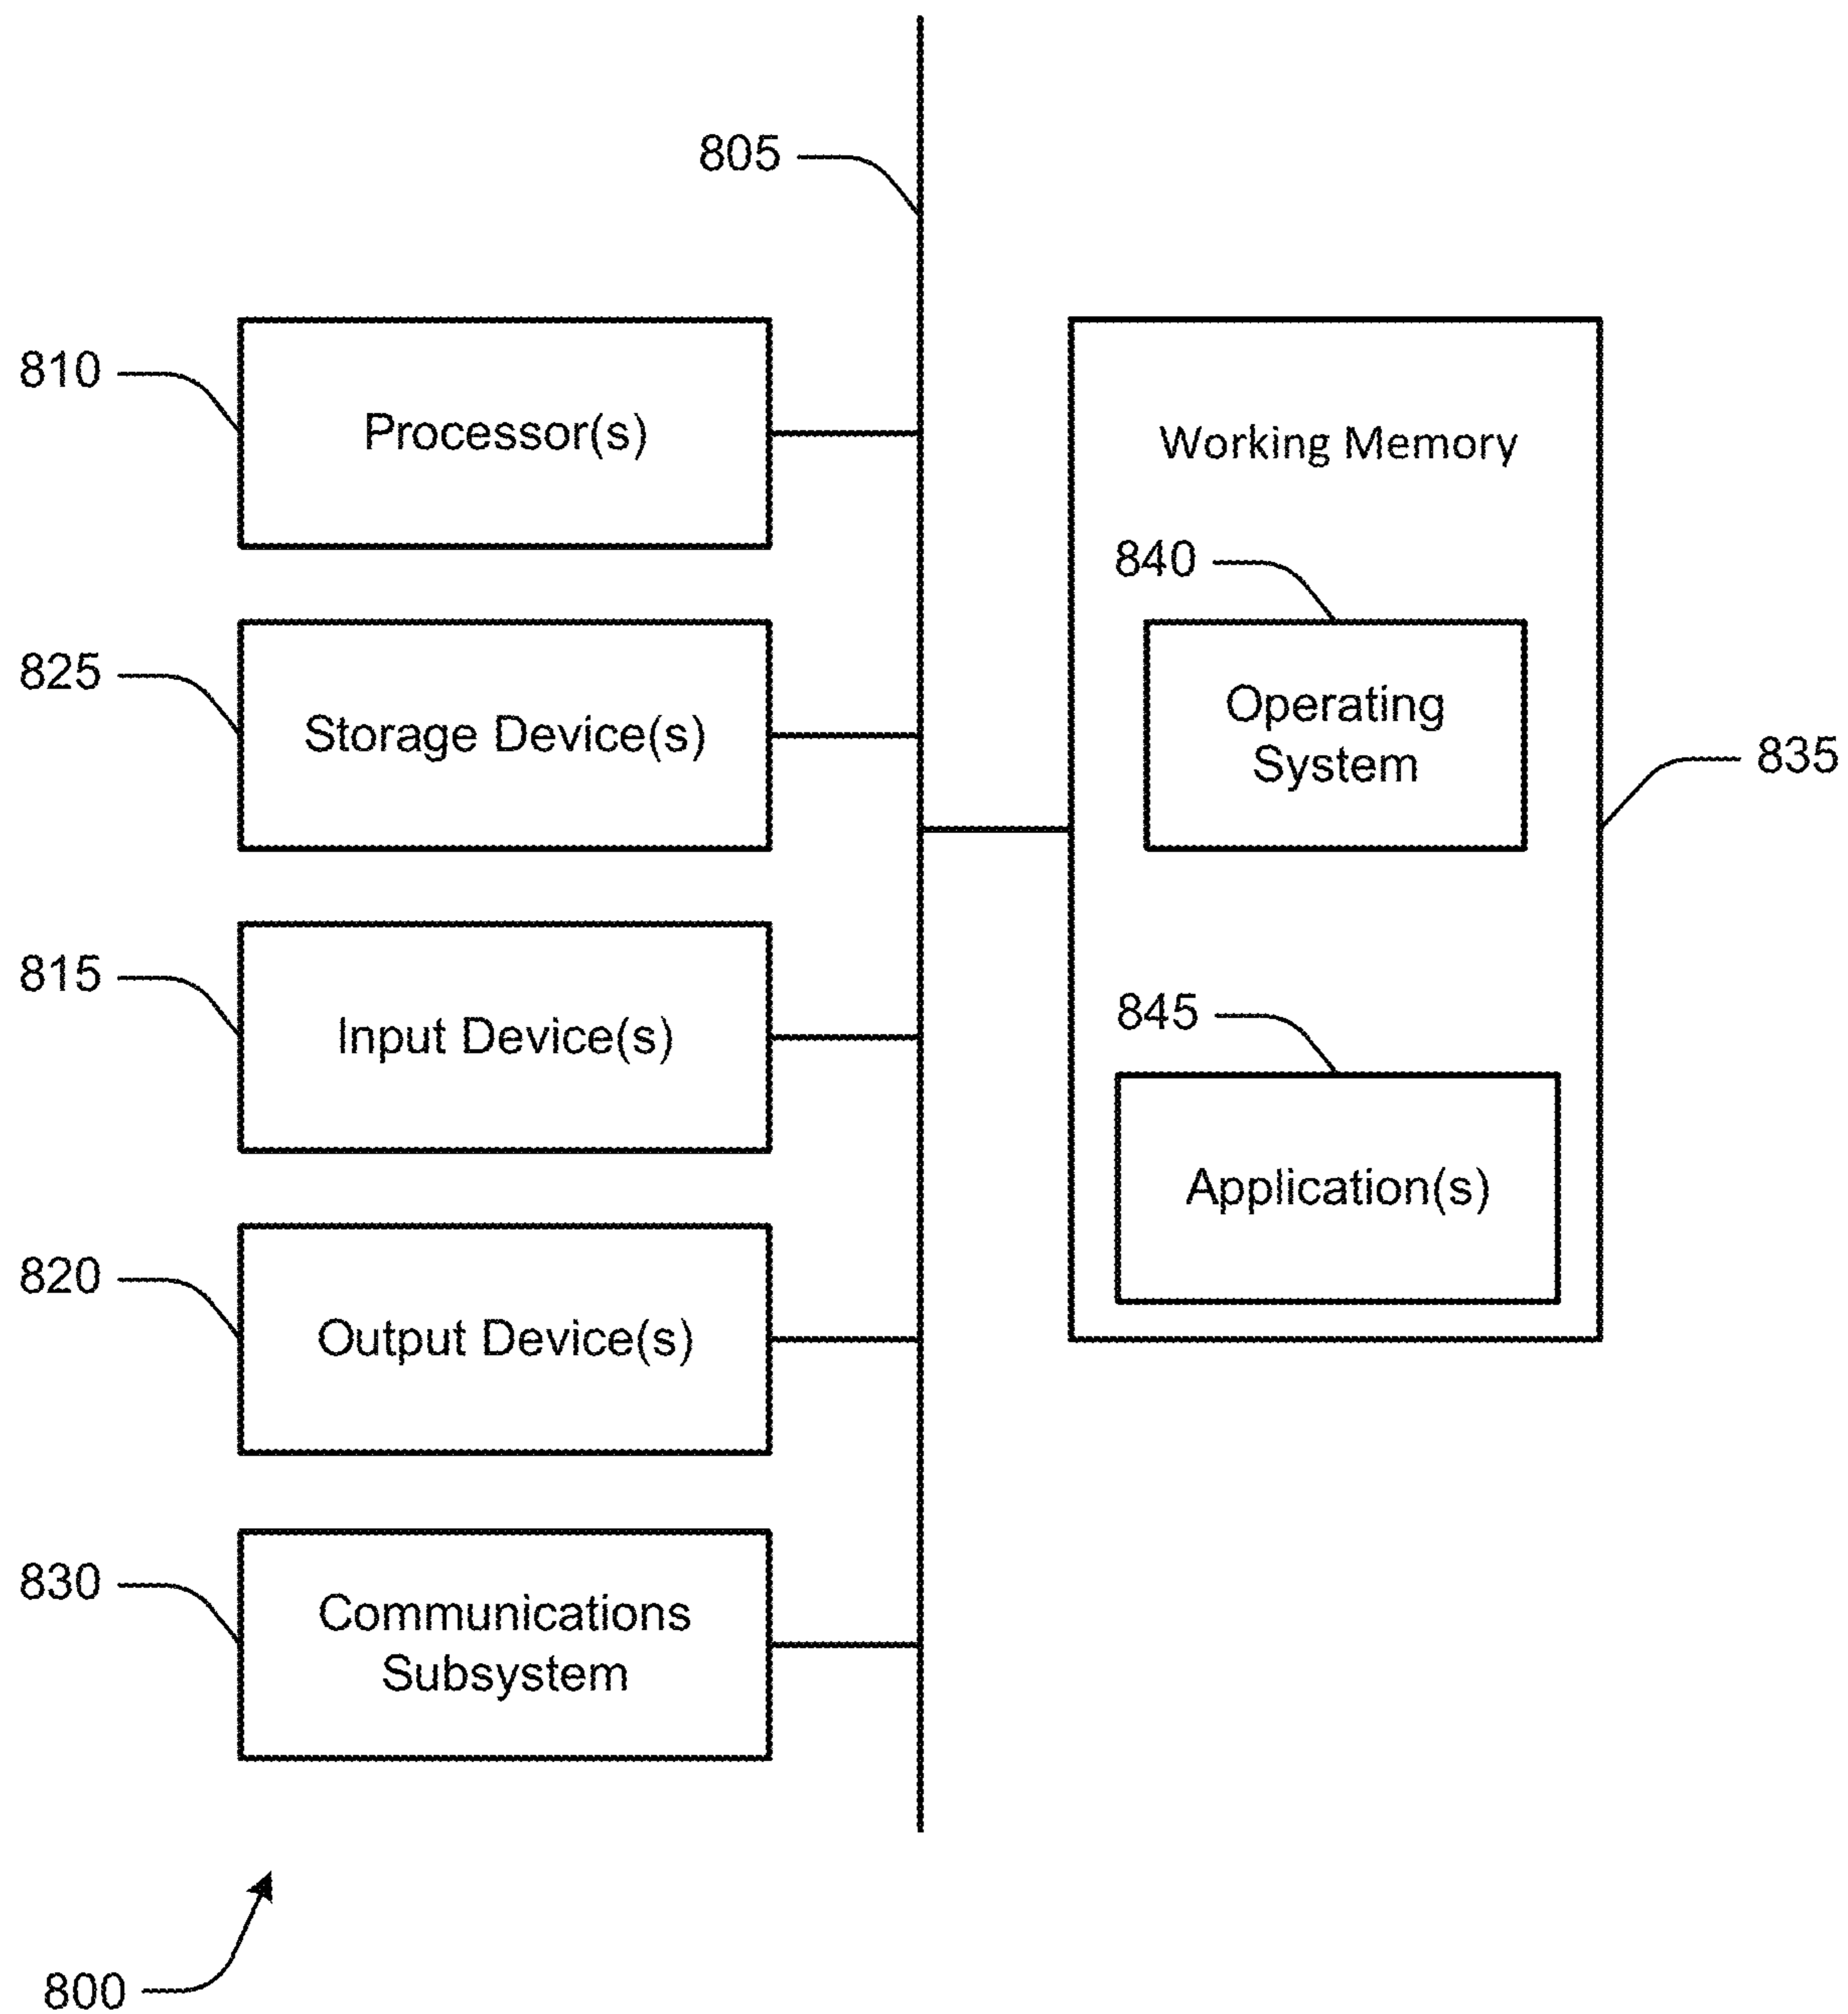 805
810
Processor(s)
825
Storage Device(s)
815
Input Device(s)
820
Output Device(s)
830
Communications
Subsystem
Working Memory
840
Operating
System
835
845
Application(s)
800